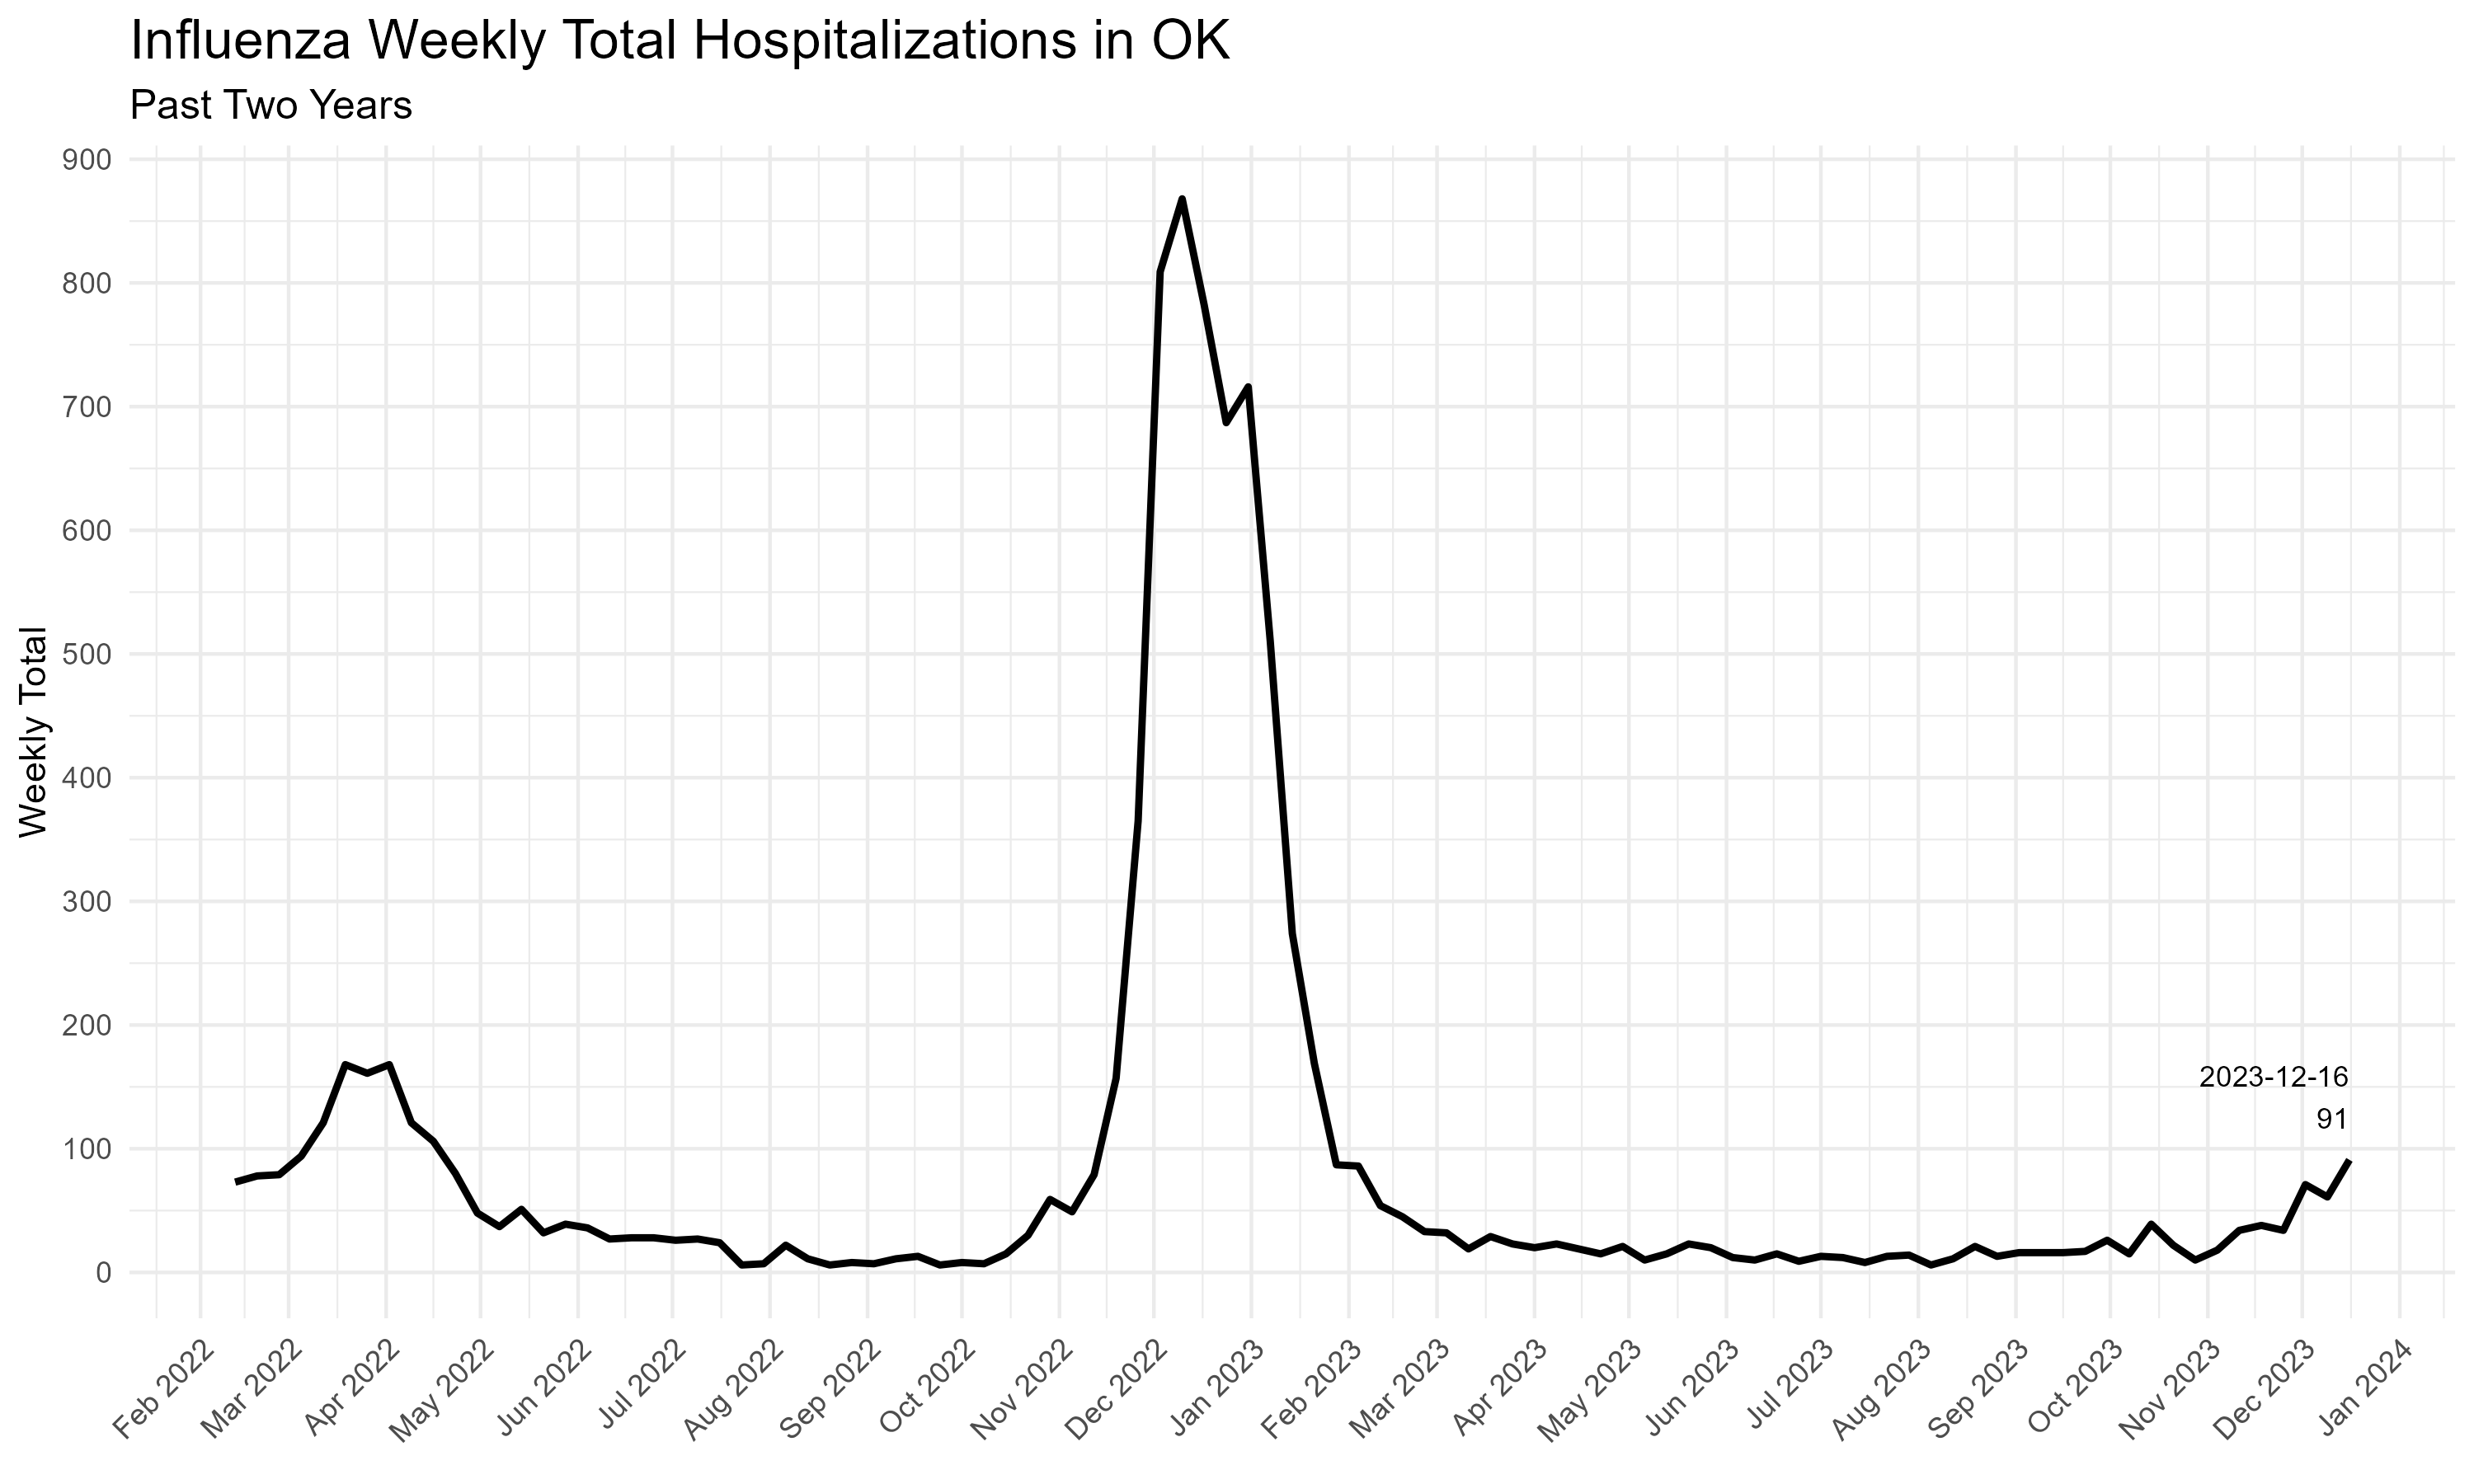 Influenza Weekly Total Hospitalizations in OK
Past Two Years
Weekly Total
900
800
700
600
500
400
300
200
100
0
2023-12-16
91
Feb 2022
Mar 2022
Apr 2022
May 2022
Jun 2022
Jul 2022
Aug 2022
Sep 2022
Oct 2022
Nov 2022
Dec 2022
Jan 2023
Feb 2023
Mar 2023
Apr 2023
May 2023
Jun 2023
Jul 2023
Aug 2023
Sep 2023
Oct 2023
Nov 2023
Dec 2023
Jan 2024